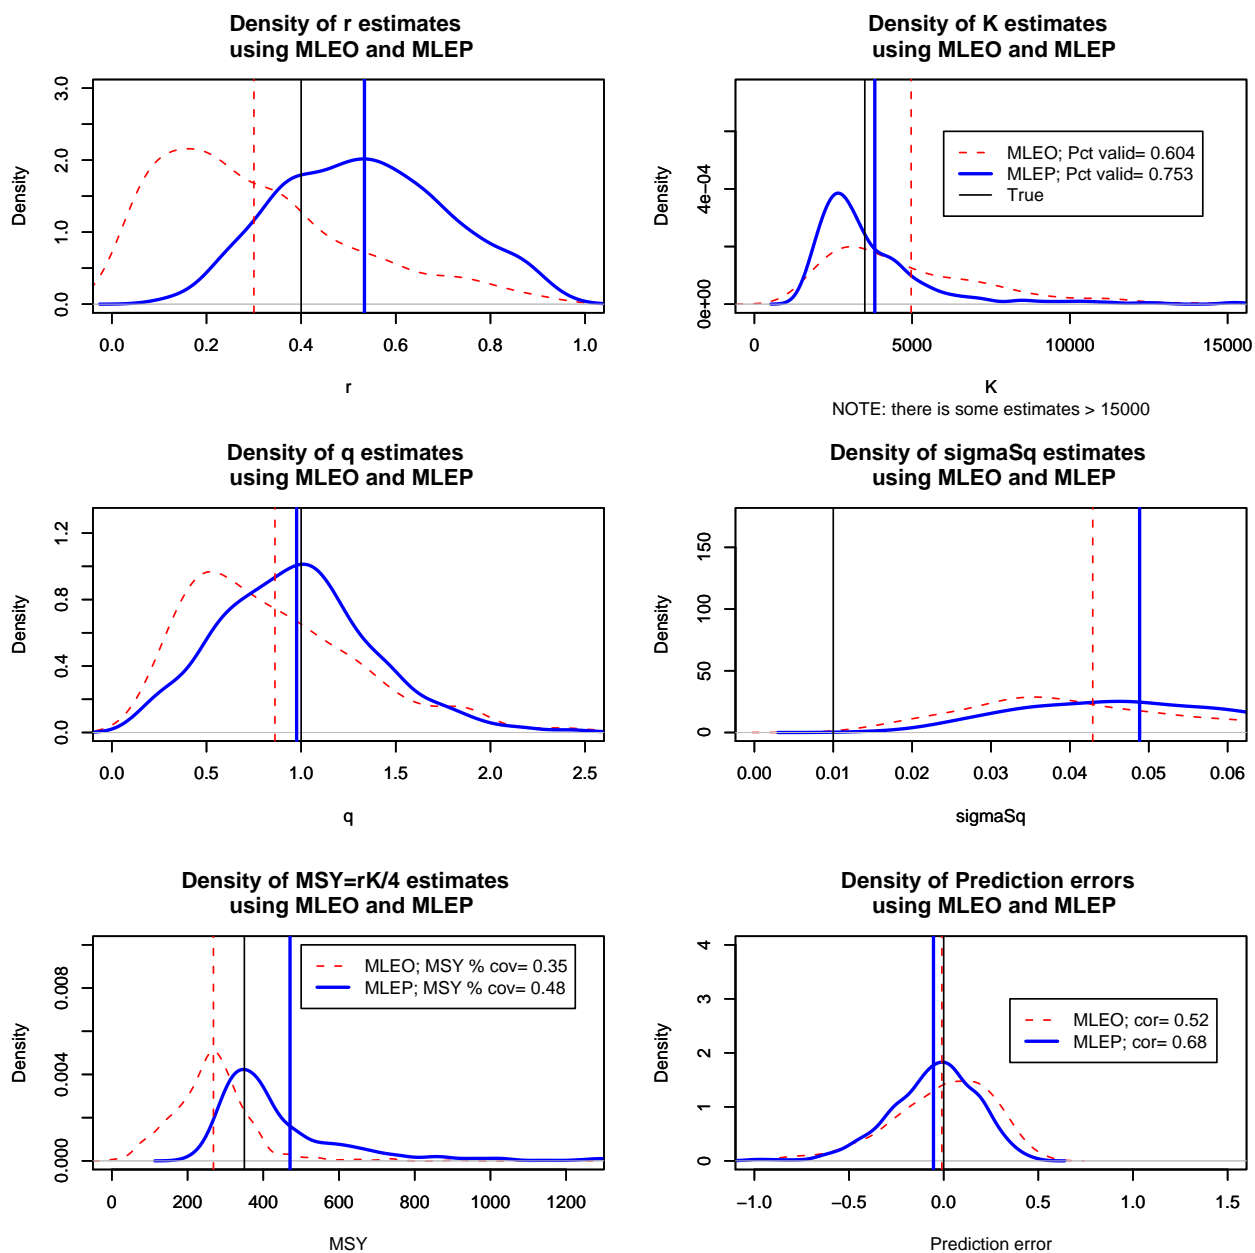 Density of r estimates
using MLEO and MLEP
Density
0.0 1.0 2.0 3.0
0.0 0.2 0.4 0.6 0.8 1.0
r
Density of K estimates
using MLEO and MLEP
Density
0e+00 4e−04
MLEO; Pct valid= 0.604
MLEP; Pct valid= 0.753
True
0 5000 10000 15000
K
NOTE: there is some estimates > 15000
Density of q estimates
using MLEO and MLEP
Density
0.0 0.4 0.8 1.2
0.0 0.5 1.0 1.5 2.0 2.5
q
Density of sigmaSq estimates
using MLEO and MLEP
Density
0 50 100 150
0.00 0.01 0.02 0.03 0.04 0.05 0.06
sigmaSq
Density of MSY=rK/4 estimates
using MLEO and MLEP
Density
0.000 0.004 0.008
MLEO; MSY % cov= 0.35
MLEP; MSY % cov= 0.48
0 200 400 600 800 1000 1200
MSY
Density of Prediction errors
using MLEO and MLEP
Density
0 1 2 3 4
MLEO; cor= 0.52
MLEP; cor= 0.68
−1.0 −0.5 0.0 0.5 1.0 1.5
Prediction error